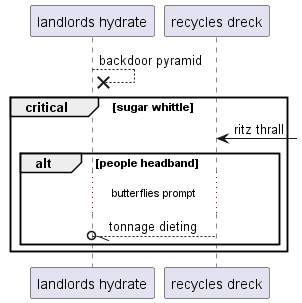 landlords hydrate
recycles dreck
backdoor pyramid
critical [sugar whittle]
ritz thrall
alt [people headband]
butterflies prompt
tonnage dieting
landlords hydrate
recycles dreck